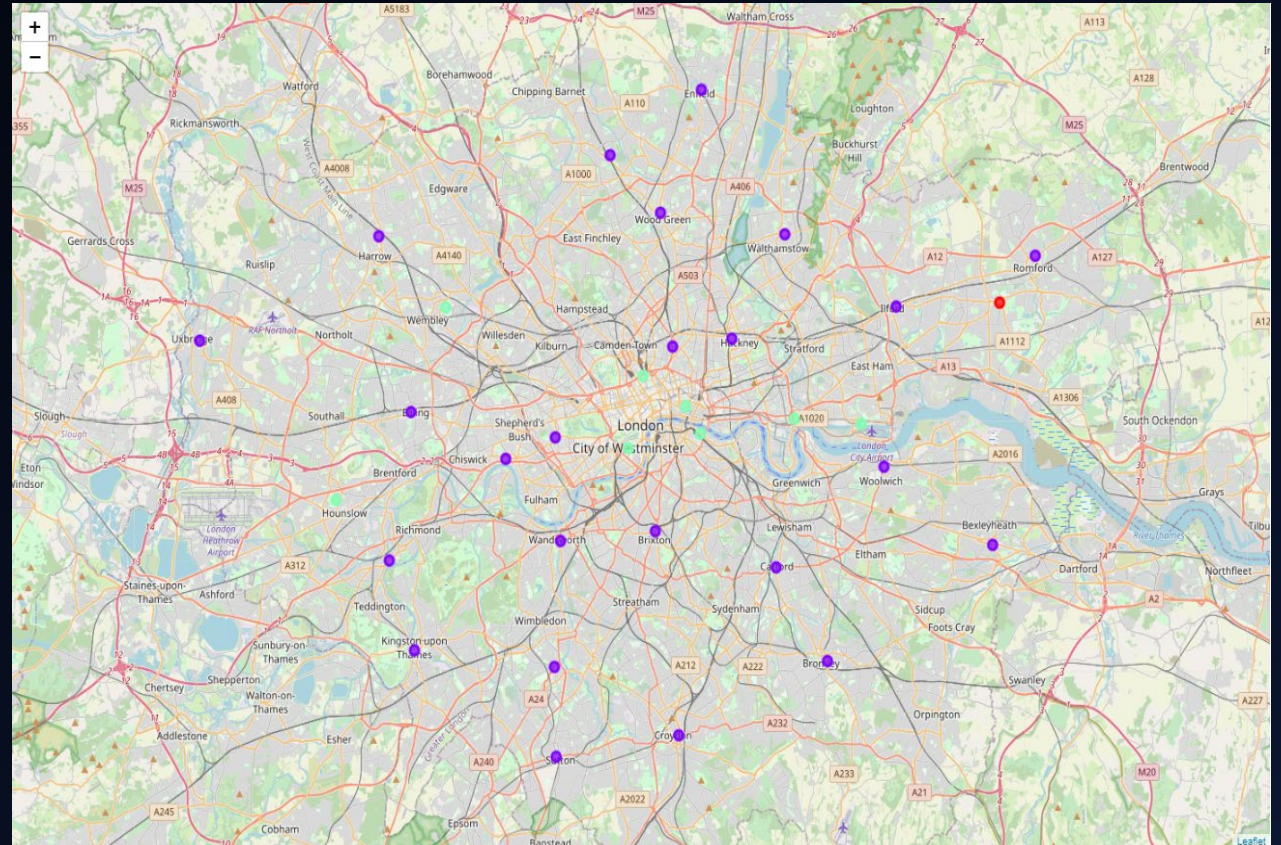 +
−
A5183
M25
Waltham Cross
A113
Watford
Borehamwood
Chipping Barnet
A110
Enfield
Loughton
A128
M25
A355
Rickmansworth
West Coast Main Line
A4008
A1000
Buckhurst
Hill
Brentwood
M25
Edgware
A406
Wood Green
Gerrards Cross
Harrow
A4140
East Finchley
Walthamstow
A12
A127
Romford
Ruislip
A503
Ilford
Wembley
Hampstead
RAF Northolt
Northolt
Willesden
Kilburn
Camden Town
Hackney
Stratford
A1112
Uxbridge
East Ham
A13
A408
Southall
Ealing
Shepherd's
Bush
London
A1020
A1306
South Ockendon
Slough
Slough
Chiswick
City of Westminster
London
City Airport
A2016
Eton
Windsor
Brentford
Fulham
Greenwich
Woolwich
Grays
London
Heathrow
Airport
Hounslow
Richmond
Wandsworth
Brixton
Lewisham
Bexleyheath
River Thames
A312
Eltham
Dartford
Northfleet
Catford
Staines-upon-
Thames
Ashford
Teddington
Streatham
Sydenham
Sidcup
A2
Wimbledon
Foots Cray
Sunbury-on-
Thames
Kingston upon
Thames
A212
A222
Bromley
Shepperton
Swanley
Chertsey
Walton-on-
Thames
A24
A227
Addlestone
Esher
Greater London
Croydon
A232
Orpington
A240
Sutton
A233
M20
A245
A2022
A21
Cobham
Epsom
Banstead
Leaflet